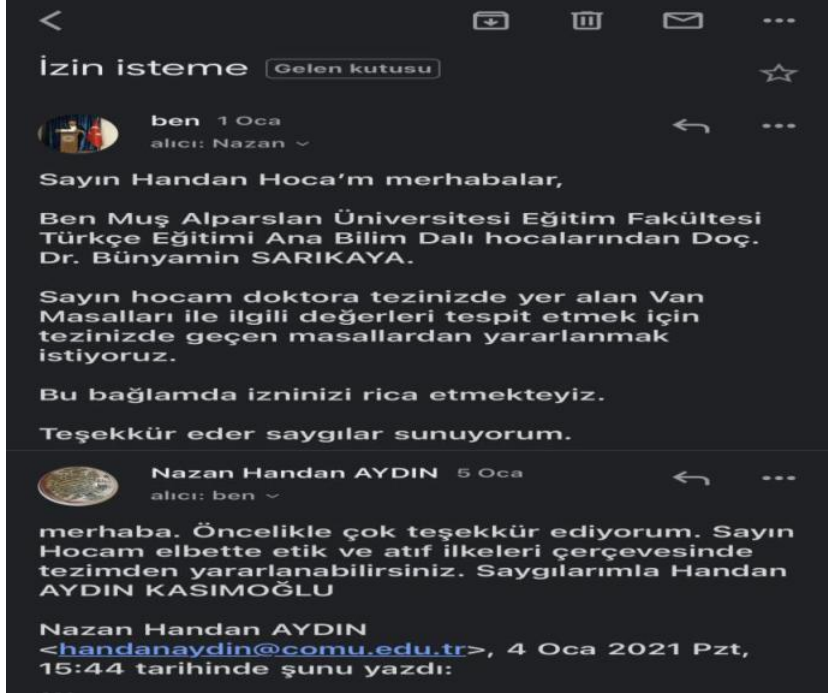 İzin isteme Gelen kutusu
ben 1 Oca
alıcı: Nazan
Sayın Handan Hoca’m merhabalar,
Ben Muş Alparslan Üniversitesi Eğitim Fakültesi
Türkçe Eğitimi Ana Bilim Dalı hocalarından Doç.
Dr. Bünyamin SARIKAYA.
Sayın hocam doktora tezinizde yer alan Van
Masalları ile ilgili değerleri tespit etmek için
tezinizde geçen masallardan yararlanmak
istiyoruz.
Bu bağlamda izninizi rica etmekteyiz.
Teşekkür eder saygılar sunuyorum.
Nazan Handan AYDIN 5 Oca
alıcı: ben
merhaba. Öncelikle çok teşekkür ediyorum. Sayın
Hocam elbette etik ve atıf ilkeleri çerçevesinde
tezimden yararlanabilirsiniz. Saygılarımla Handan
AYDIN KASIMOĞLU
Nazan Handan AYDIN
<handanaydin@comu.edu.tr>, 4 Oca 2021 Pzt,
15:44 tarihinde şunu yazdı: